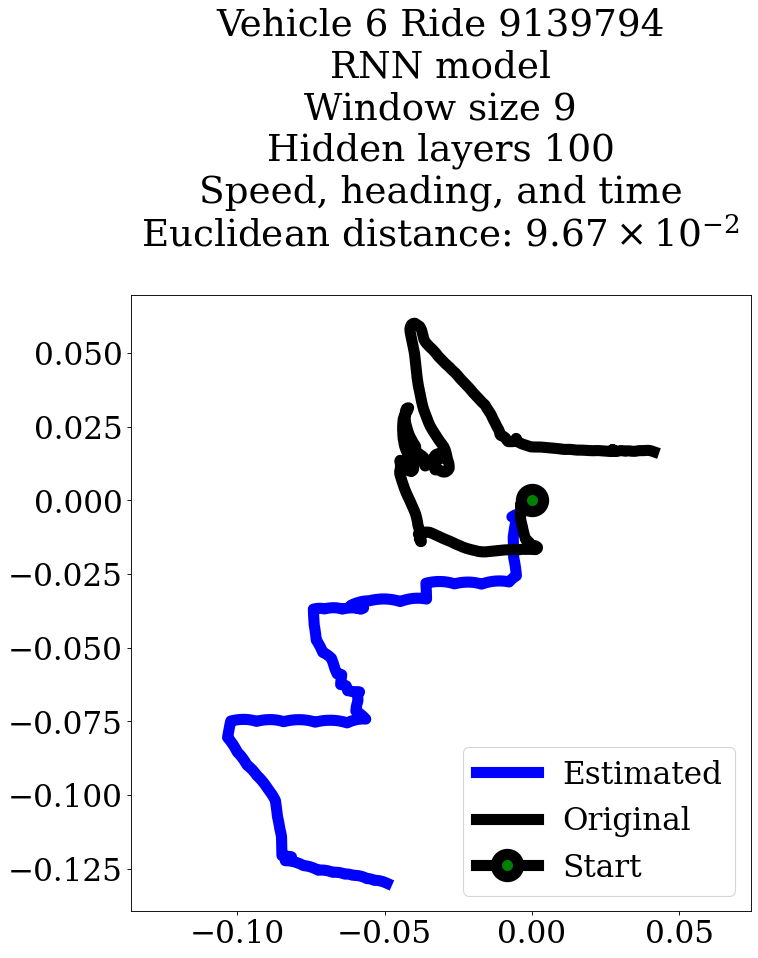 Vehicle 6 Ride 9139794
RNN model
Window size 9
Hidden layers 100
Speed, heading, and time
Euclidean distance: 9.67 × 10⁻²
0.050
0.025
0.000
−0.025
−0.050
−0.075
−0.100
−0.125
−0.10 −0.05 0.00 0.05
Estimated
Original
Start